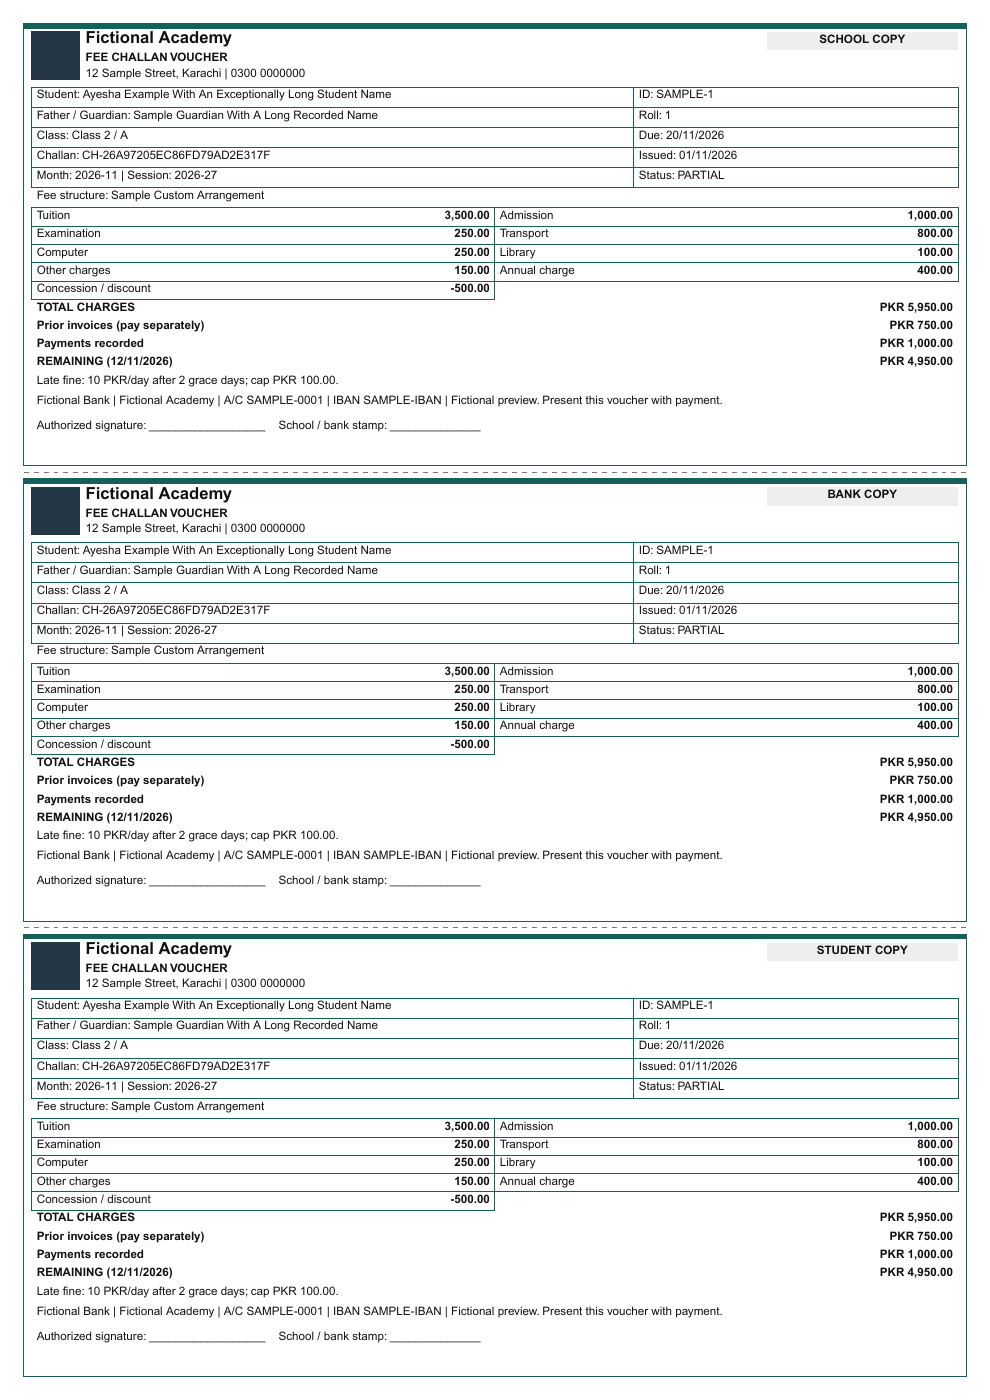 Fictional Academy
SCHOOL COPY
FEE CHALLAN VOUCHER
12 Sample Street, Karachi | 0300 0000000
Student: Ayesha Example With An Exceptionally Long Student Name ID: SAMPLE-1
Father / Guardian: Sample Guardian With A Long Recorded Name Roll: 1
Class: Class 2 / A Due: 20/11/2026
Challan: CH-26A97205EC86FD79AD2E317F Issued: 01/11/2026
Month: 2026-11 | Session: 2026-27 Status: PARTIAL
Fee structure: Sample Custom Arrangement
Tuition 3,500.00 Admission 1,000.00
Examination 250.00 Transport 800.00
Computer 250.00 Library 100.00
Other charges 150.00 Annual charge 400.00
Concession / discount -500.00
TOTAL CHARGES PKR 5,950.00
Prior invoices (pay separately) PKR 750.00
Payments recorded PKR 1,000.00
REMAINING (12/11/2026) PKR 4,950.00
Late fine: 10 PKR/day after 2 grace days; cap PKR 100.00.
Fictional Bank | Fictional Academy | A/C SAMPLE-0001 | IBAN SAMPLE-IBAN | Fictional preview. Present this voucher with payment.
Authorized signature: __________________ School / bank stamp: ______________
Fictional Academy
BANK COPY
FEE CHALLAN VOUCHER
12 Sample Street, Karachi | 0300 0000000
Student: Ayesha Example With An Exceptionally Long Student Name ID: SAMPLE-1
Father / Guardian: Sample Guardian With A Long Recorded Name Roll: 1
Class: Class 2 / A Due: 20/11/2026
Challan: CH-26A97205EC86FD79AD2E317F Issued: 01/11/2026
Month: 2026-11 | Session: 2026-27 Status: PARTIAL
Fee structure: Sample Custom Arrangement
Tuition 3,500.00 Admission 1,000.00
Examination 250.00 Transport 800.00
Computer 250.00 Library 100.00
Other charges 150.00 Annual charge 400.00
Concession / discount -500.00
TOTAL CHARGES PKR 5,950.00
Prior invoices (pay separately) PKR 750.00
Payments recorded PKR 1,000.00
REMAINING (12/11/2026) PKR 4,950.00
Late fine: 10 PKR/day after 2 grace days; cap PKR 100.00.
Fictional Bank | Fictional Academy | A/C SAMPLE-0001 | IBAN SAMPLE-IBAN | Fictional preview. Present this voucher with payment.
Authorized signature: __________________ School / bank stamp: ______________
Fictional Academy
STUDENT COPY
FEE CHALLAN VOUCHER
12 Sample Street, Karachi | 0300 0000000
Student: Ayesha Example With An Exceptionally Long Student Name ID: SAMPLE-1
Father / Guardian: Sample Guardian With A Long Recorded Name Roll: 1
Class: Class 2 / A Due: 20/11/2026
Challan: CH-26A97205EC86FD79AD2E317F Issued: 01/11/2026
Month: 2026-11 | Session: 2026-27 Status: PARTIAL
Fee structure: Sample Custom Arrangement
Tuition 3,500.00 Admission 1,000.00
Examination 250.00 Transport 800.00
Computer 250.00 Library 100.00
Other charges 150.00 Annual charge 400.00
Concession / discount -500.00
TOTAL CHARGES PKR 5,950.00
Prior invoices (pay separately) PKR 750.00
Payments recorded PKR 1,000.00
REMAINING (12/11/2026) PKR 4,950.00
Late fine: 10 PKR/day after 2 grace days; cap PKR 100.00.
Fictional Bank | Fictional Academy | A/C SAMPLE-0001 | IBAN SAMPLE-IBAN | Fictional preview. Present this voucher with payment.
Authorized signature: __________________ School / bank stamp: ______________